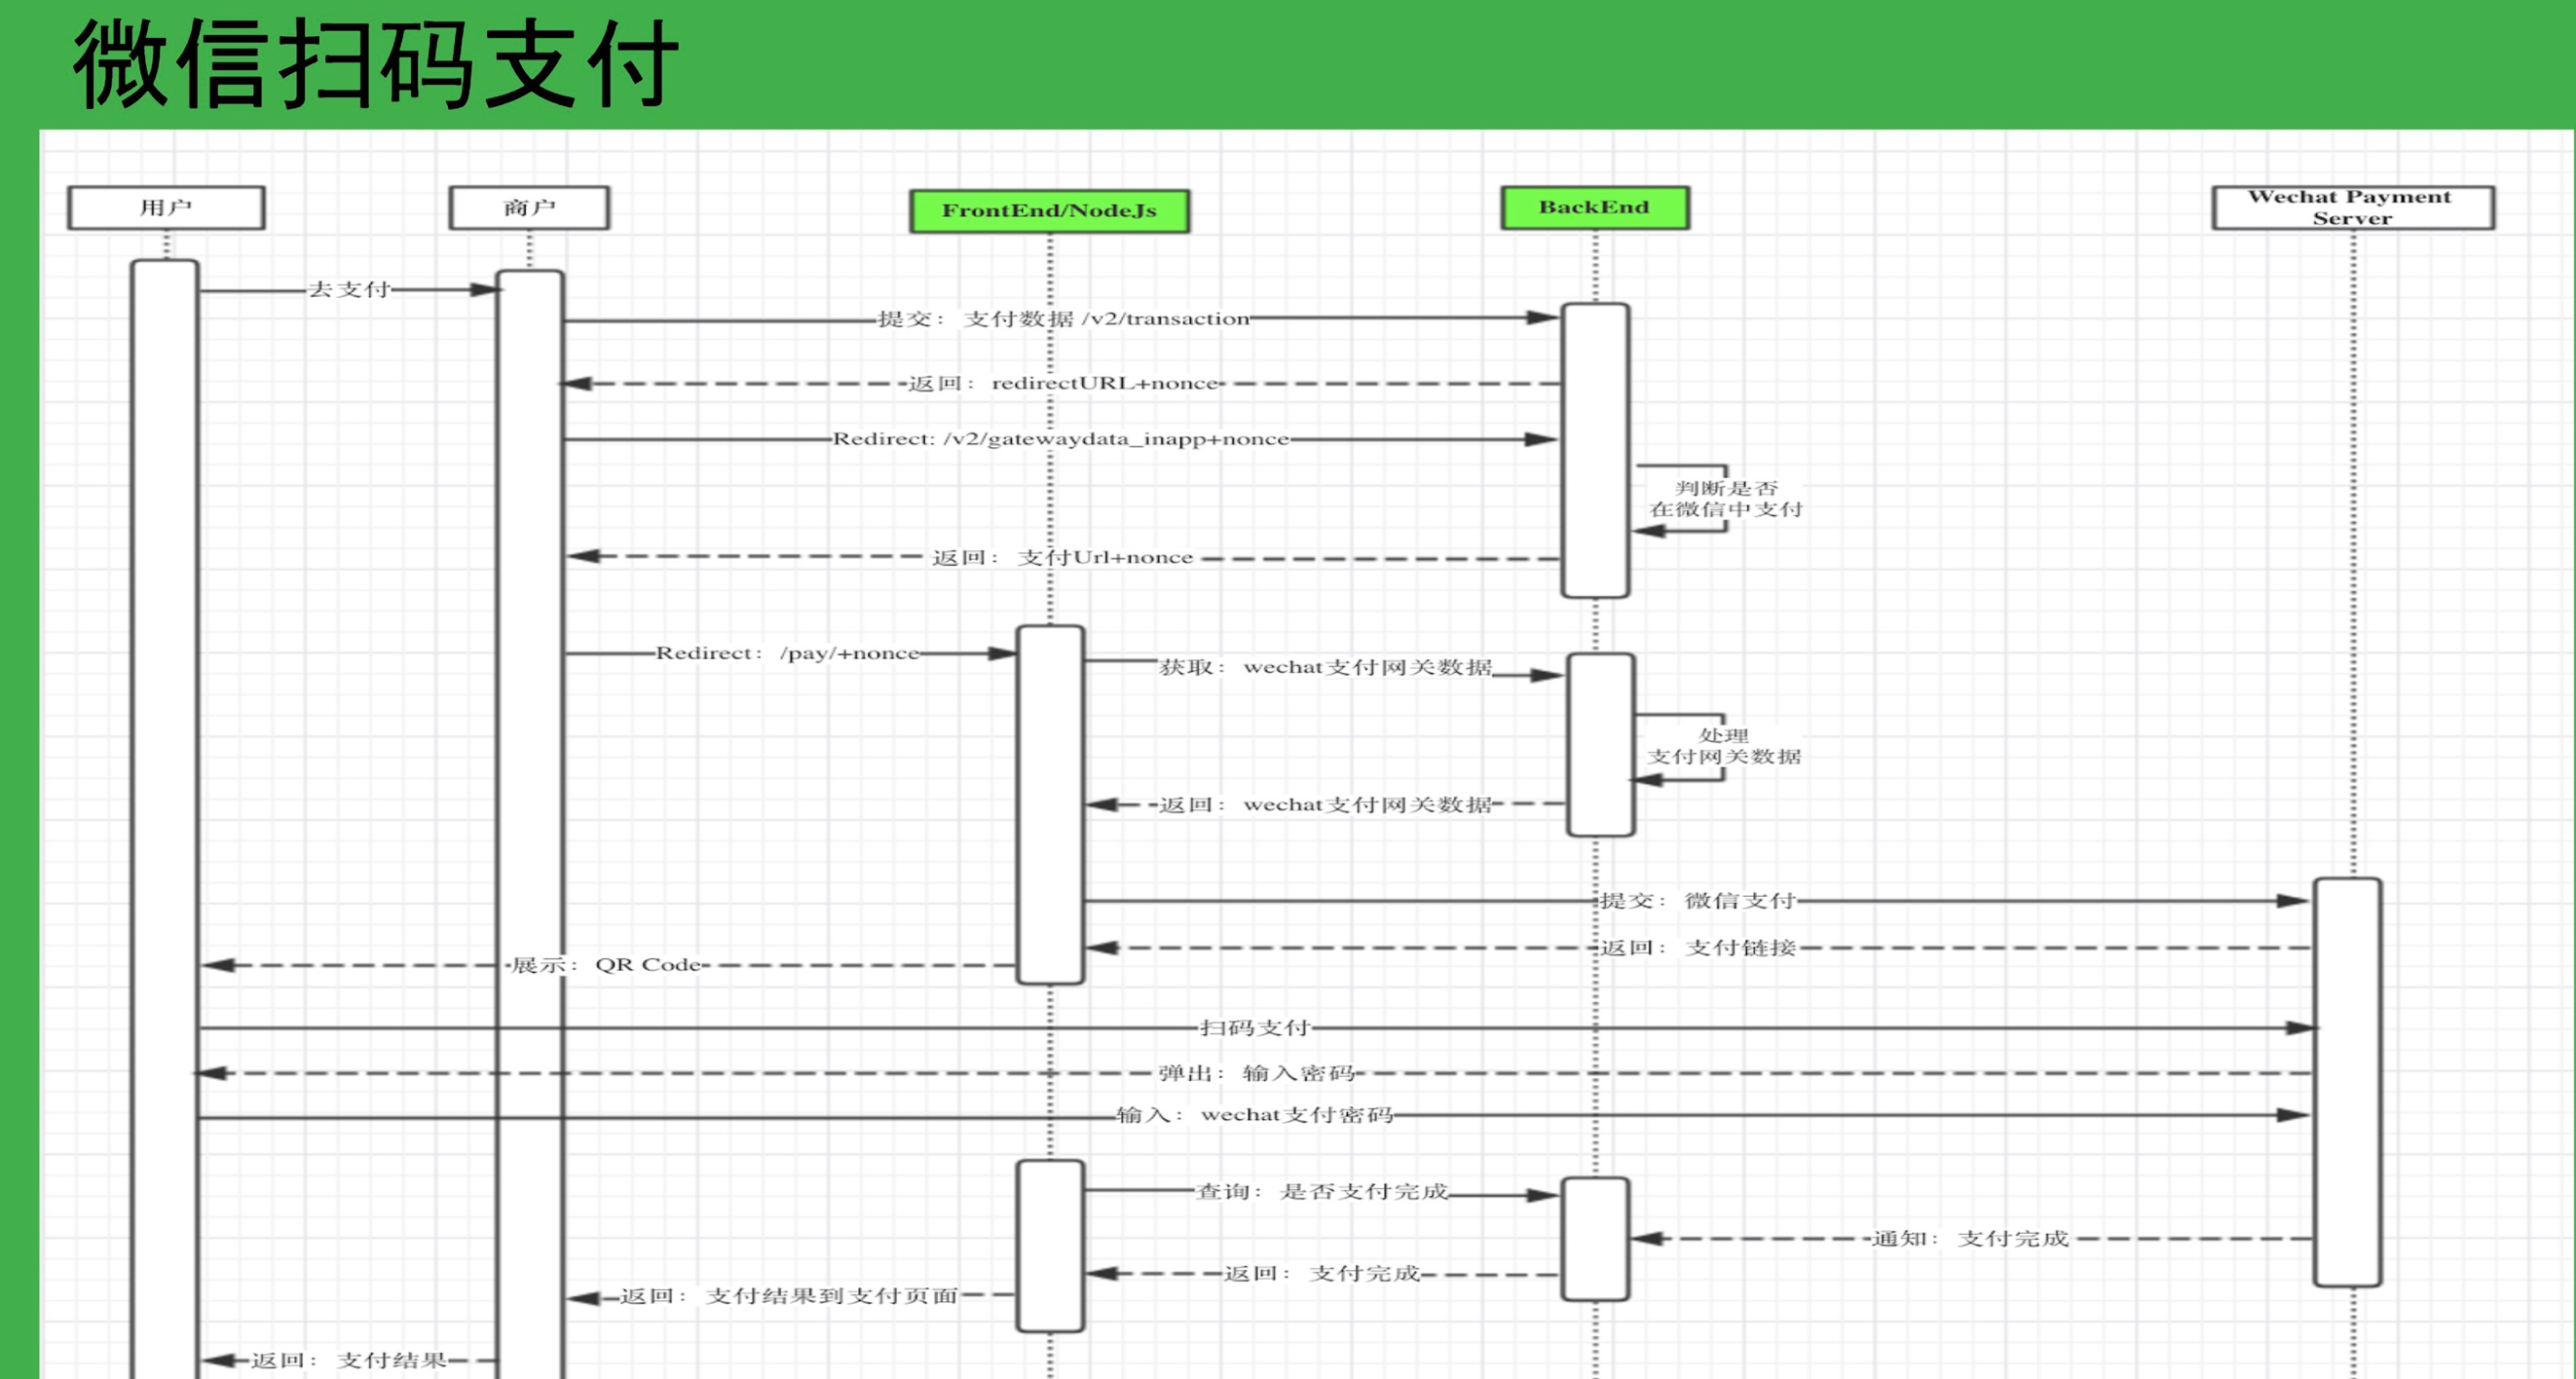 微信扫码支付
用户
商户
FrontEnd/NodeJs
BackEnd
Wechat Payment
Server
去支付
提交： 支付数据 /v2/transaction
返回： redirectURL+nonce
Redirect: /v2/gatewaydata_inapp+nonce
判断是否
在微信中支付
返回： 支付Url+nonce
Redirect： /pay/+nonce
获取： wechat支付网关数据
处理
支付网关数据
返回： wechat支付网关数据
提交： 微信支付
返回： 支付链接
展示： QR Code
扫码支付
弹出： 输入密码
输入： wechat支付密码
查询： 是否支付完成
通知： 支付完成
返回： 支付完成
返回： 支付结果到支付页面
返回： 支付结果